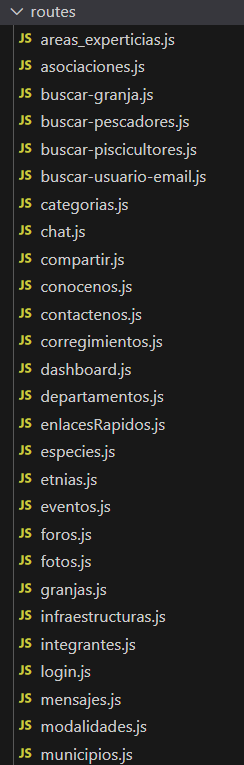 routes
JS areas_experticias.js
JS asociaciones.js
JS buscar-granja.js
JS buscar-pescadores.js
JS buscar-piscicultores.js
JS buscar-usuario-email.js
JS categorias.js
JS chat.js
JS compartir.js
JS conocenos.js
JS contactenos.js
JS corregimientos.js
JS dashboard.js
JS departamentos.js
JS enlacesRapidos.js
JS especies.js
JS etnias.js
JS eventos.js
JS foros.js
JS fotos.js
JS granjas.js
JS infraestructuras.js
JS integrantes.js
JS login.js
JS mensajes.js
JS modalidades.js
JS municipios.js